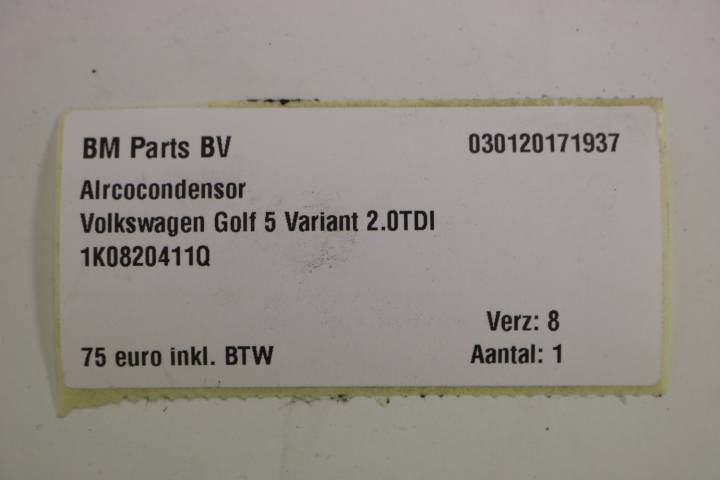 BM Parts BV 030120171937
AIrcocondensor
Volkswagen Golf 5 Variant 2.0TDI
1K0820411Q
Verz: 8
75 euro inkl. BTW Aantal: 1